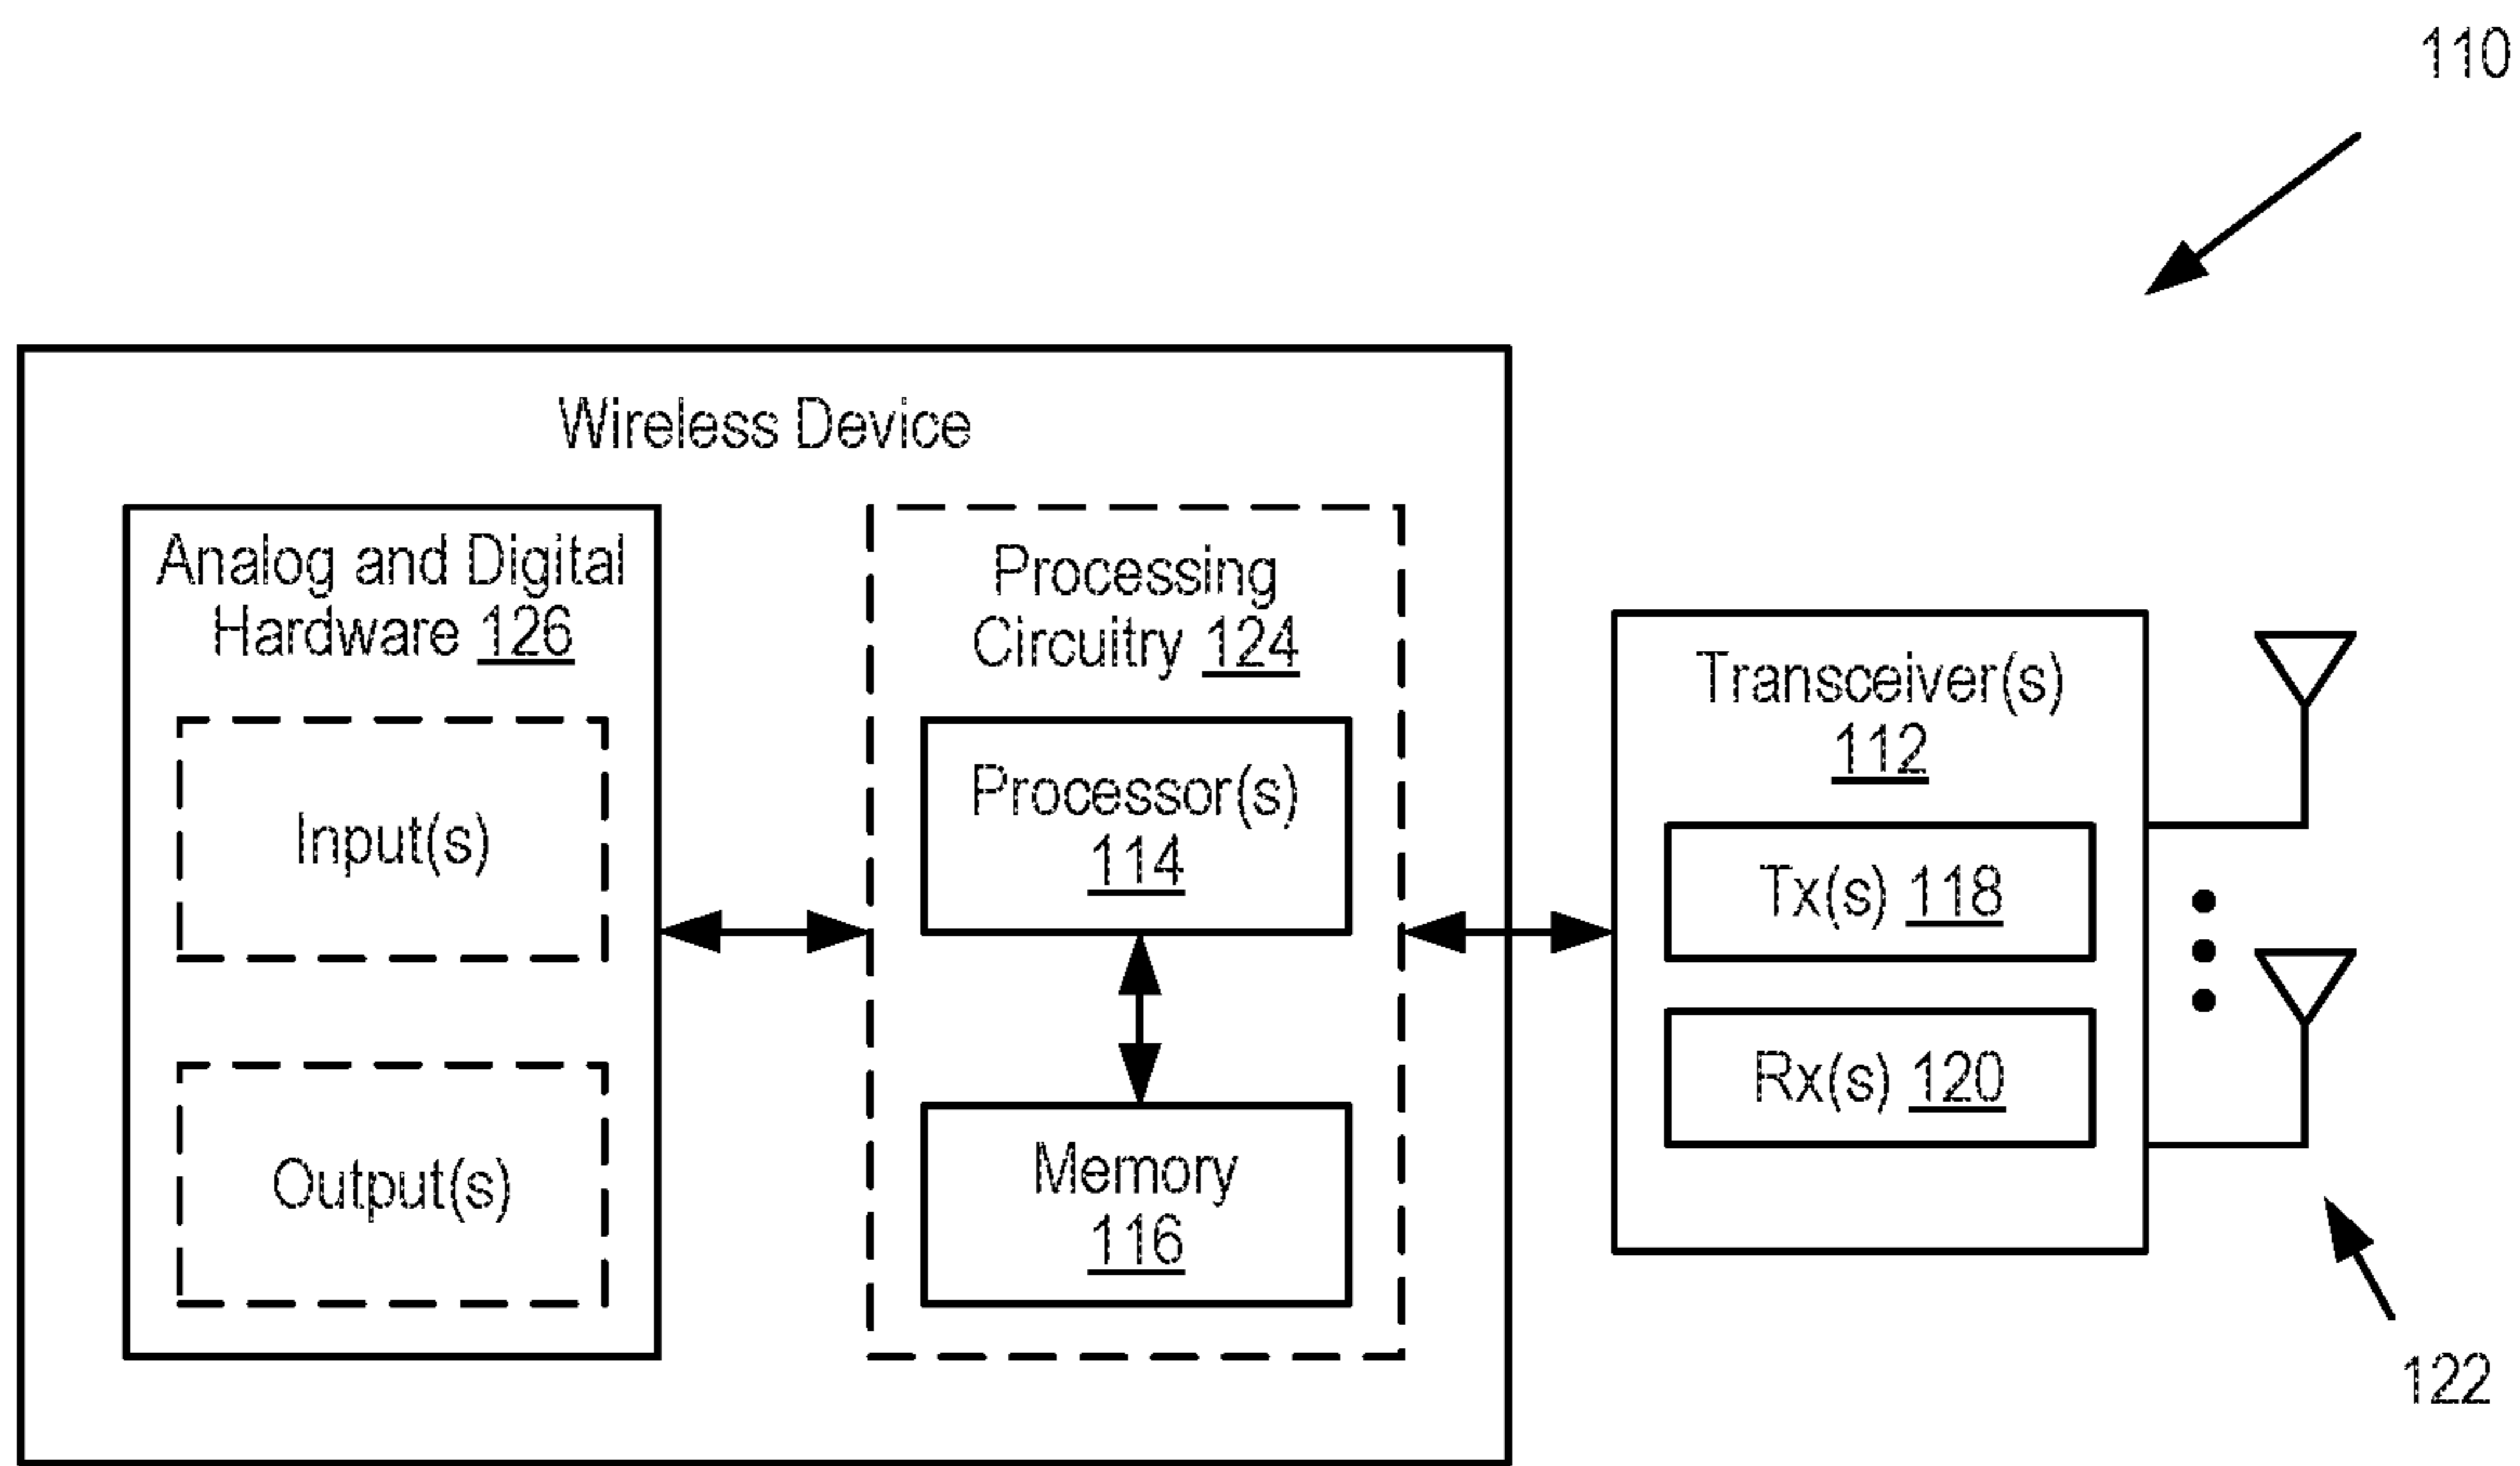 110
Wireless Device
Analog and Digital
Hardware 126
Input(s)
Output(s)
Processing
Circuitry 124
Processor(s)
114
Memory
116
Transceiver(s)
112
Tx(s) 118
Rx(s) 120
122